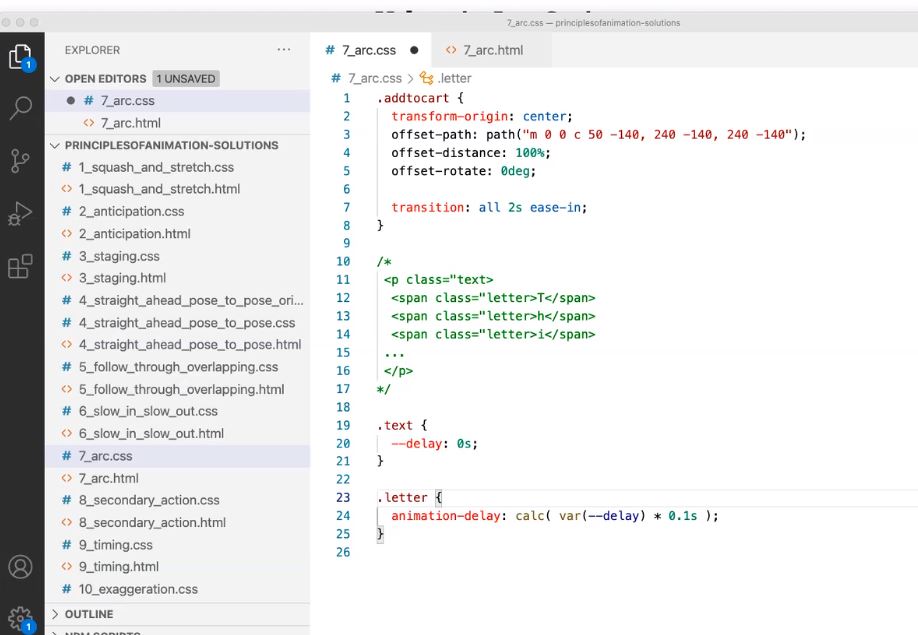 7_arc.css — principlesofanimation-solutions
EXPLORER
OPEN EDITORS 1 UNSAVED
# 7_arc.css
<> 7_arc.html
PRINCIPLESOFANIMATION-SOLUTIONS
# 1_squash_and_stretch.css
<> 1_squash_and_stretch.html
# 2_anticipation.css
<> 2_anticipation.html
# 3_staging.css
<> 3_staging.html
# 4_straight_ahead_pose_to_pose_ori...
# 4_straight_ahead_pose_to_pose.css
<> 4_straight_ahead_pose_to_pose.html
# 5_follow_through_overlapping.css
<> 5_follow_through_overlapping.html
# 6_slow_in_slow_out.css
<> 6_slow_in_slow_out.html
# 7_arc.css
<> 7_arc.html
# 8_secondary_action.css
<> 8_secondary_action.html
# 9_timing.css
<> 9_timing.html
# 10_exaggeration.css
OUTLINE
NPM SCRIPTS
1
1
# 7_arc.css ● <> 7_arc.html
# 7_arc.css > .letter
1 .addtocart {
2 transform-origin: center;
3 offset-path: path("m 0 0 c 50 -140, 240 -140, 240 -140");
4 offset-distance: 100%;
5 offset-rotate: 0deg;
6
7 transition: all 2s ease-in;
8 }
9
10 /*
11 <p class="text>
12 <span class="letter>T</span>
13 <span class="letter>h</span>
14 <span class="letter>i</span>
15 ...
16 </p>
17 */
18
19 .text {
20 --delay: 0s;
21 }
22
23 .letter {
24 animation-delay: calc( var(--delay) * 0.1s );
25 }
26